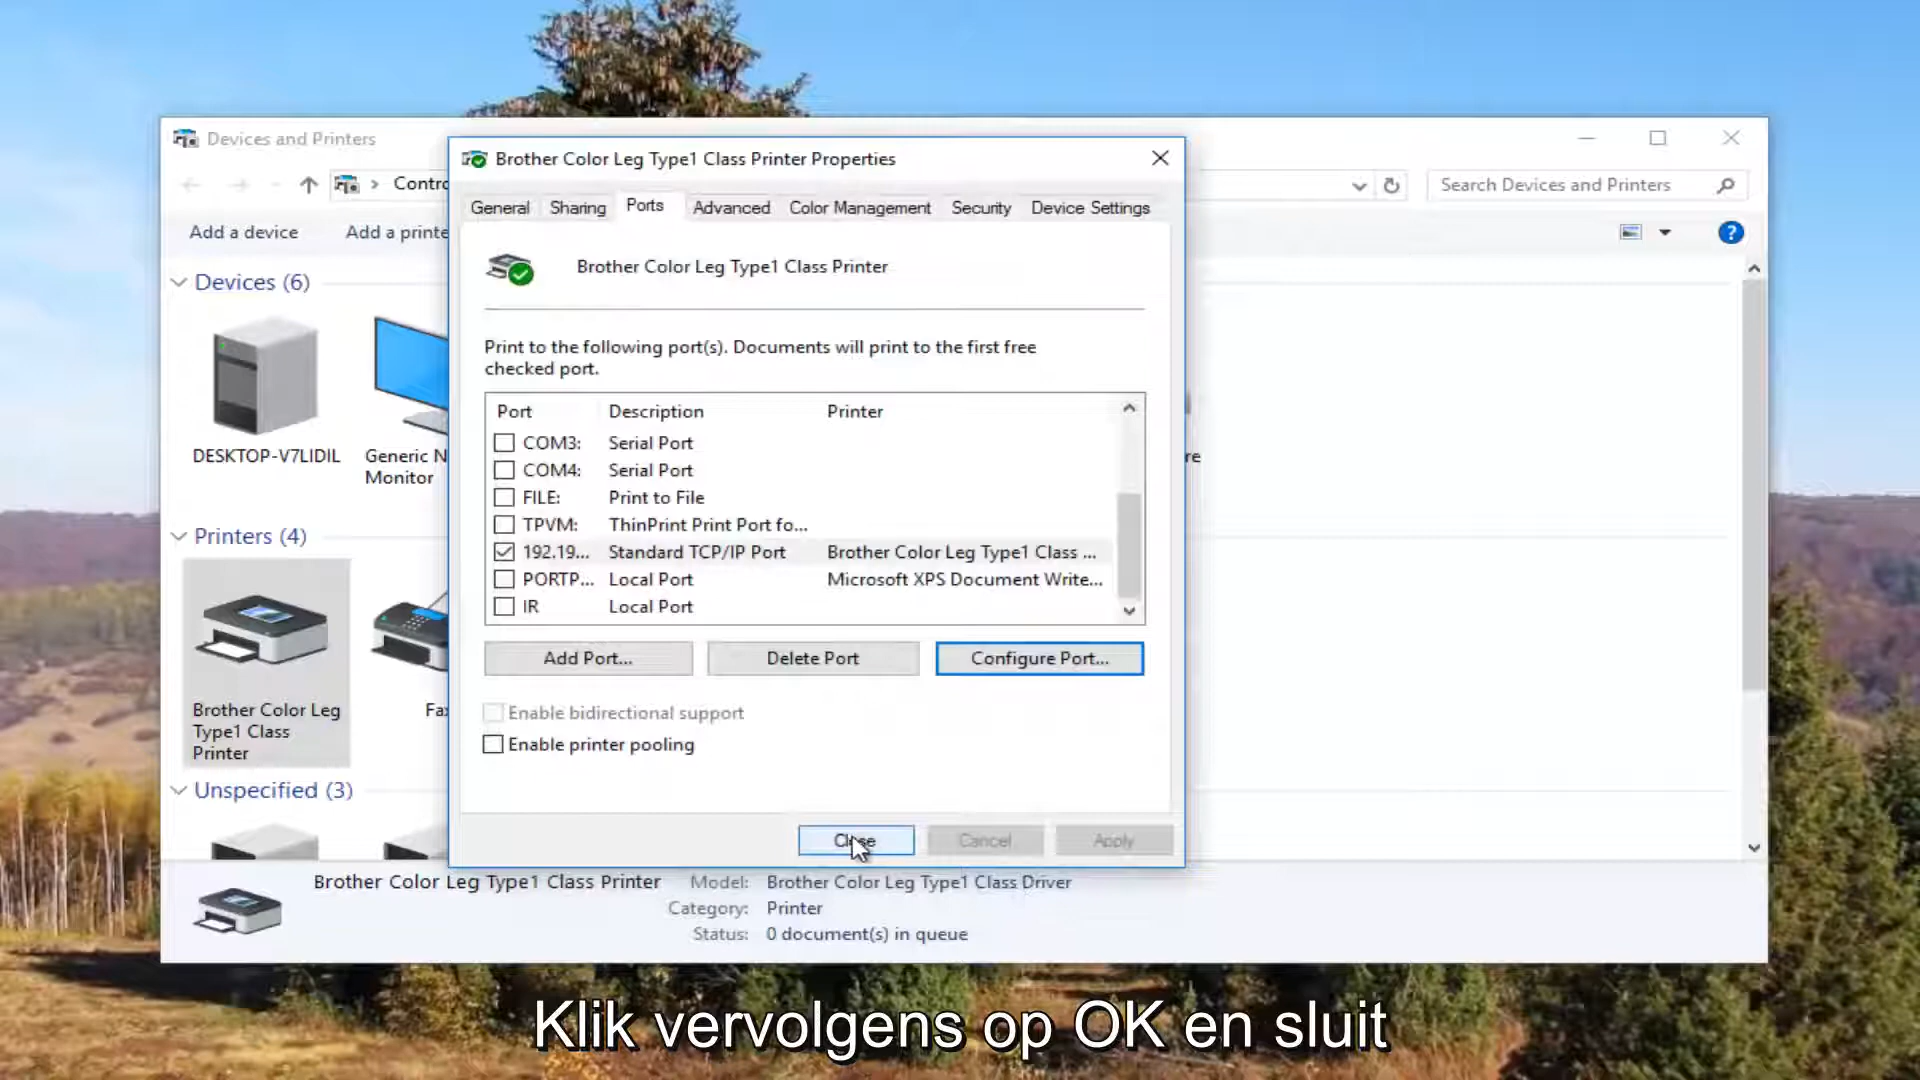 Devices and Printers
Brother Color Leg Type1 Class Printer Properties
Search Devices and Printers
General Sharing Ports Advanced Color Management Security Device Settings
Add a device
?
Brother Color Leg Type1 Class Printer
Devices (6)
Print to the following port(s). Documents will print to the first free
checked port.
Port Description Printer
COM3: Serial Port
DESKTOP-V7LIDIL
Generic N
Monitor
COM4: Serial Port
FILE: Print to File
TPVM: ThinPrint Print Port fo...
Printers (4)
192.19... Standard TCP/IP Port Brother Color Leg Type1 Class ...
PORTP... Local Port Microsoft XPS Document Write...
IR Local Port
Add Port... Delete Port Configure Port...
Brother Color Leg
Type1 Class
Printer
Enable bidirectional support
Enable printer pooling
Unspecified (3)
Close Cancel Apply
Brother Color Leg Type1 Class Printer
Model: Brother Color Leg Type1 Class Driver
Category: Printer
Status: 0 document(s) in queue
Klik vervolgens op OK en sluit